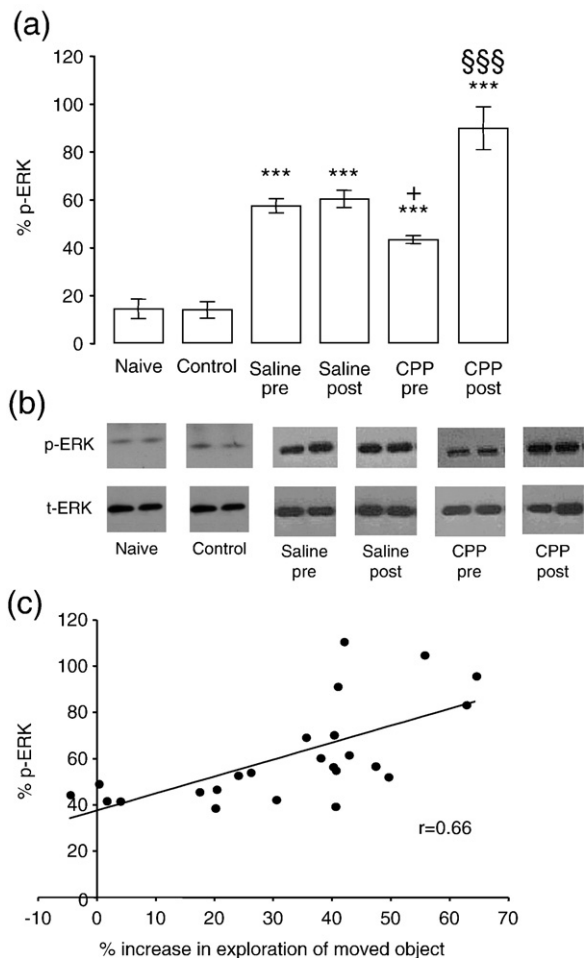 (a)
120
100
80
60
40
20
0
% p-ERK
***
***
+
***
§§§
***
Naive Control Saline pre Saline post CPP pre CPP post
(b)
p-ERK
t-ERK
Naive Control Saline pre Saline post CPP pre CPP post
(c)
120
100
80
60
40
20
0
% p-ERK
r=0.66
-10 0 10 20 30 40 50 60 70
% increase in exploration of moved object